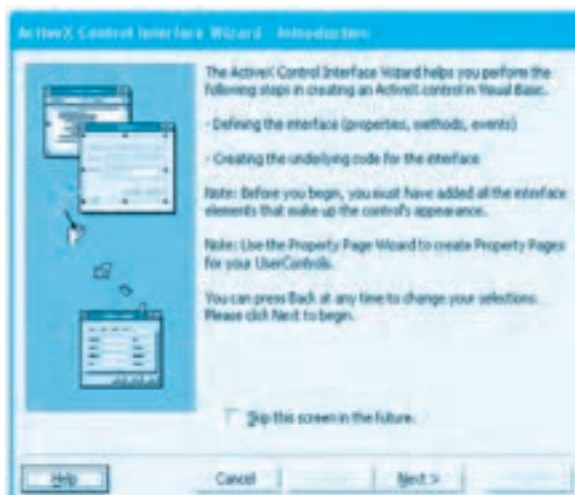 ActiveX Control Interface Wizard - Introduction
The ActiveX Control Interface Wizard helps you perform the
following steps in creating an ActiveX control in Visual Basic.
- Defining the interface (properties, methods, events)
- Creating the underlying code for the interface
Note: Before you begin, you must have added all the interface
elements that make up the control's appearance.
Note: Use the Property Page Wizard to create Property Pages
for your UserControls.
You can press Back at any time to change your selections.
Please click Next to begin.
Skip this screen in the future.
Help
Cancel
Next >